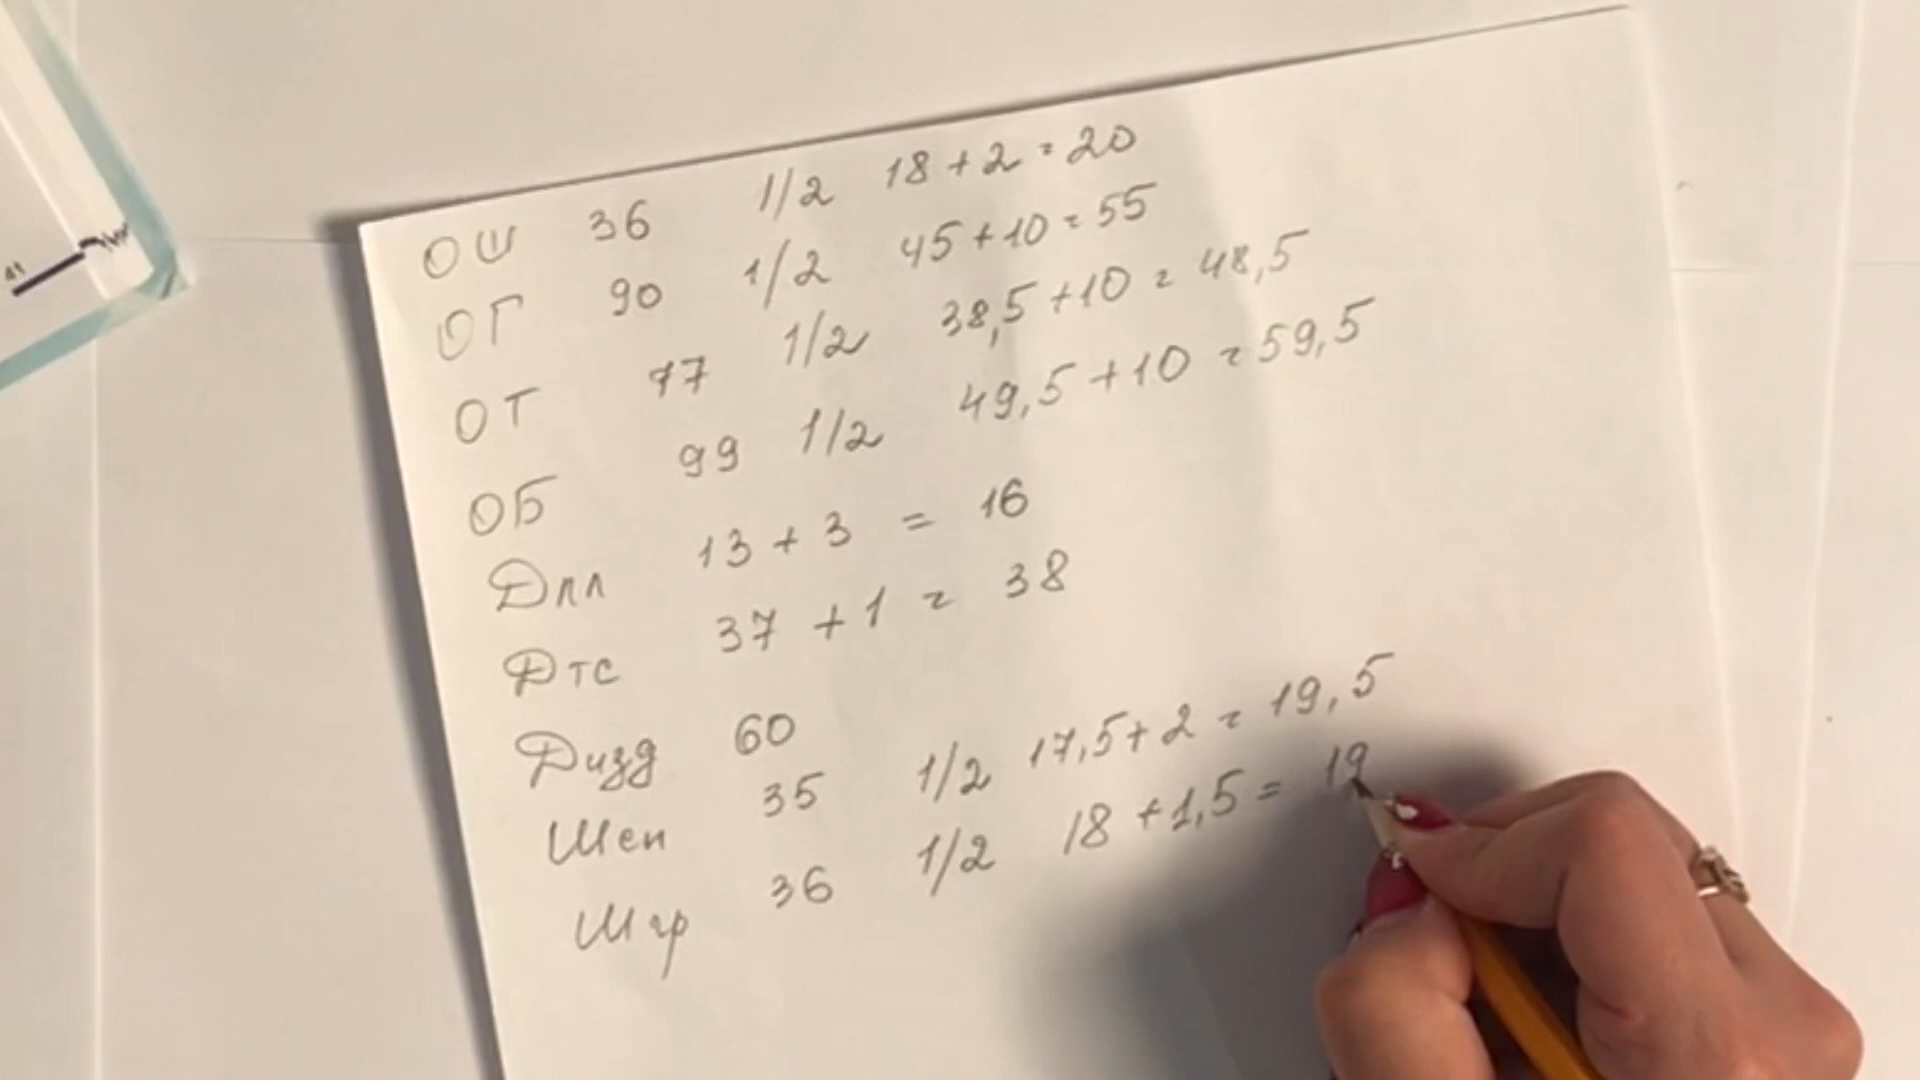 ОШ 36 1/2 18 + 2 = 20
ОГ 90 1/2 45 + 10 = 55
ОТ 77 1/2 38,5 + 10 = 48,5
ОБ 99 1/2 49,5 + 10 = 59,5
Дпл 13 + 3 = 16
Дтс 37 + 1 = 38
Дизд 60
Шсп 35 1/2 17,5 + 2 = 19,5
Шгр 36 1/2 18 + 1,5 = 19
41